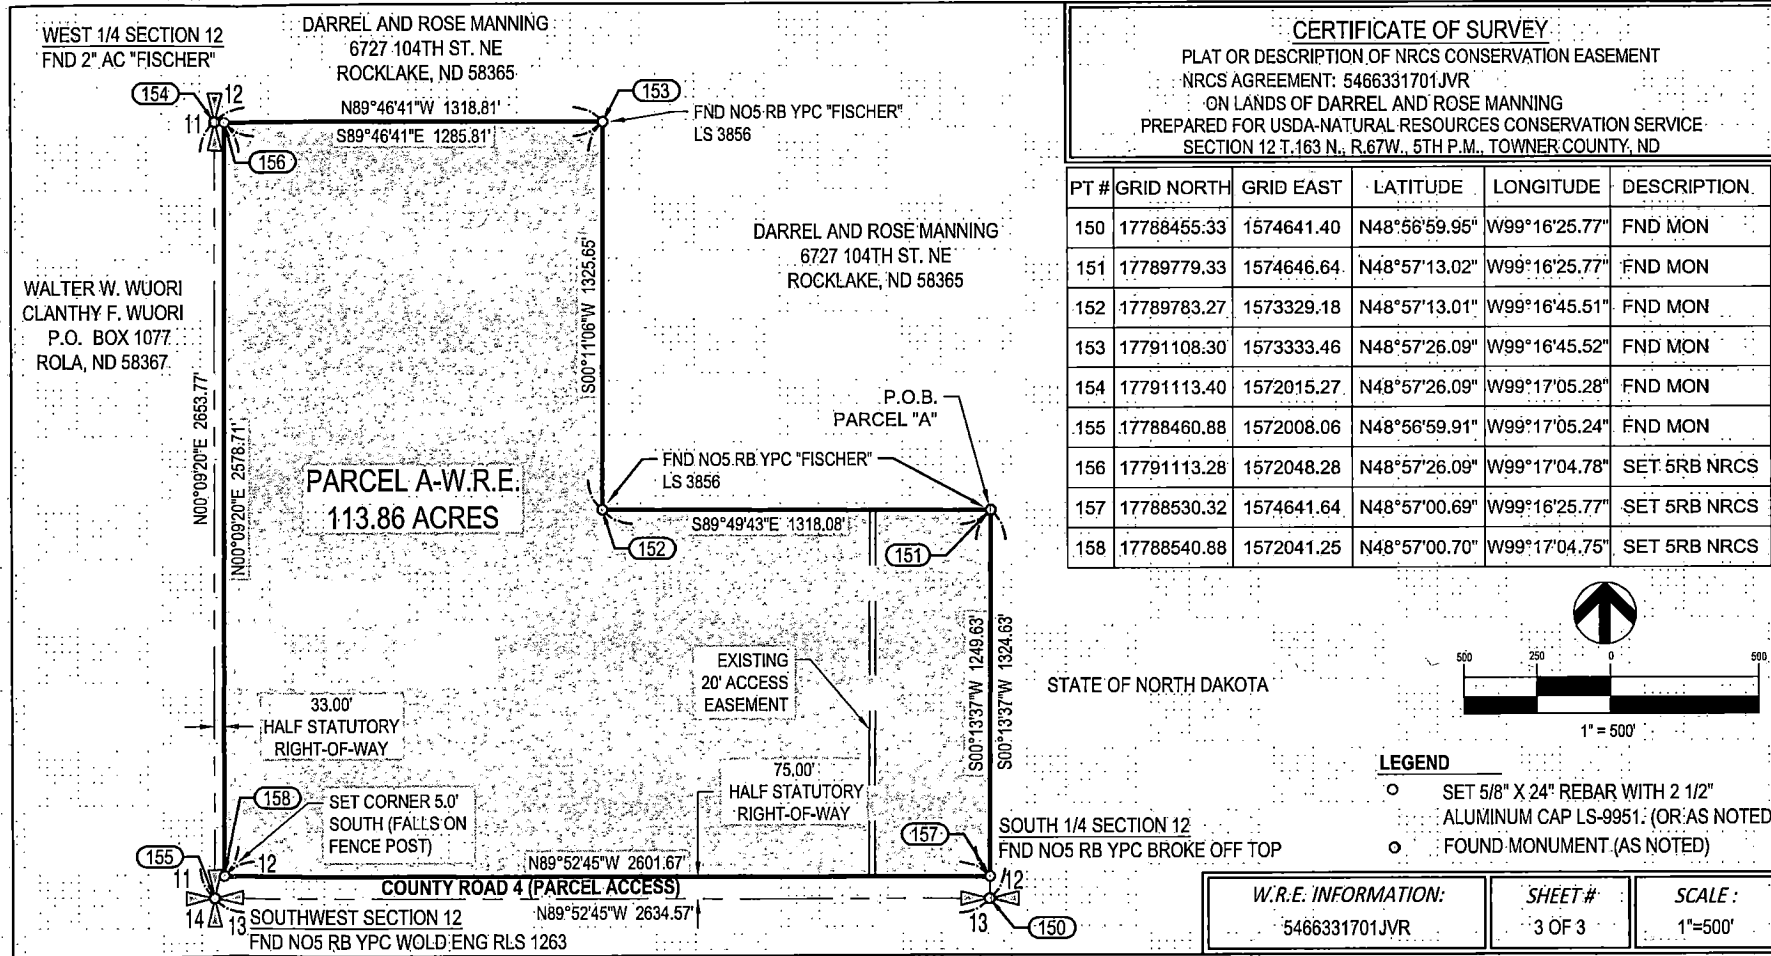 WEST 1/4 SECTION 12
FND 2" AC "FISCHER"
DARREL AND ROSE MANNING
6727 104TH ST. NE
ROCKLAKE, ND 58365
154
12
11
N89°46'41"W 1318.81'
S89°46'41"E 1285.81'
153
FND NO5 RB YPC "FISCHER"
LS 3856
156
DARREL AND ROSE MANNING
6727 104TH ST. NE
ROCKLAKE, ND 58365
WALTER W. WUORI
CLANTHY F. WUORI
P.O. BOX 1077
ROLA, ND 58367
S00°11'06"W 1325.65'
N00°09'20"E 2653.77'
N00°09'20"E 2578.71'
P.O.B.
PARCEL "A"
PARCEL A-W.R.E.
113.86 ACRES
FND NO5 RB YPC "FISCHER"
LS 3856
S89°49'43"E 1318.08'
152
151
EXISTING
20' ACCESS
EASEMENT
S00°13'37"W 1249.63'
S00°13'37"W 1324.63'
STATE OF NORTH DAKOTA
33.00'
HALF STATUTORY
RIGHT-OF-WAY
75.00'
HALF STATUTORY
RIGHT-OF-WAY
158
SET CORNER 5.0'
SOUTH (FALLS ON
FENCE POST)
157
SOUTH 1/4 SECTION 12
FND NO5 RB YPC BROKE OFF TOP
155
12
11
N89°52'45"W 2601.67'
COUNTY ROAD 4 (PARCEL ACCESS)
N89°52'45"W 2634.57'
12
14
13
13
150
SOUTHWEST SECTION 12
FND NO5 RB YPC WOLD ENG RLS 1263
CERTIFICATE OF SURVEY
PLAT OR DESCRIPTION OF NRCS CONSERVATION EASEMENT
NRCS AGREEMENT: 5466331701JVR
ON LANDS OF DARREL AND ROSE MANNING
PREPARED FOR USDA-NATURAL RESOURCES CONSERVATION SERVICE
SECTION 12 T.163 N., R.67W., 5TH P.M., TOWNER COUNTY, ND
PT # GRID NORTH GRID EAST LATITUDE LONGITUDE DESCRIPTION
150 17788455.33 1574641.40 N48°56'59.95" W99°16'25.77" FND MON
151 17789779.33 1574646.64 N48°57'13.02" W99°16'25.77" FND MON
152 17789783.27 1573329.18 N48°57'13.01" W99°16'45.51" FND MON
153 17791108.30 1573333.46 N48°57'26.09" W99°16'45.52" FND MON
154 17791113.40 1572015.27 N48°57'26.09" W99°17'05.28" FND MON
155 17788460.88 1572008.06 N48°56'59.91" W99°17'05.24" FND MON
156 17791113.28 1572048.28 N48°57'26.09" W99°17'04.78" SET 5RB NRCS
157 17788530.32 1574641.64 N48°57'00.69" W99°16'25.77" SET 5RB NRCS
158 17788540.88 1572041.25 N48°57'00.70" W99°17'04.75" SET 5RB NRCS
500 250 0 500
1" = 500'
LEGEND
SET 5/8" X 24" REBAR WITH 2 1/2"
ALUMINUM CAP LS-9951. (OR AS NOTED
FOUND MONUMENT (AS NOTED)
W.R.E. INFORMATION:
5466331701JVR
SHEET #
3 OF 3
SCALE :
1"=500'